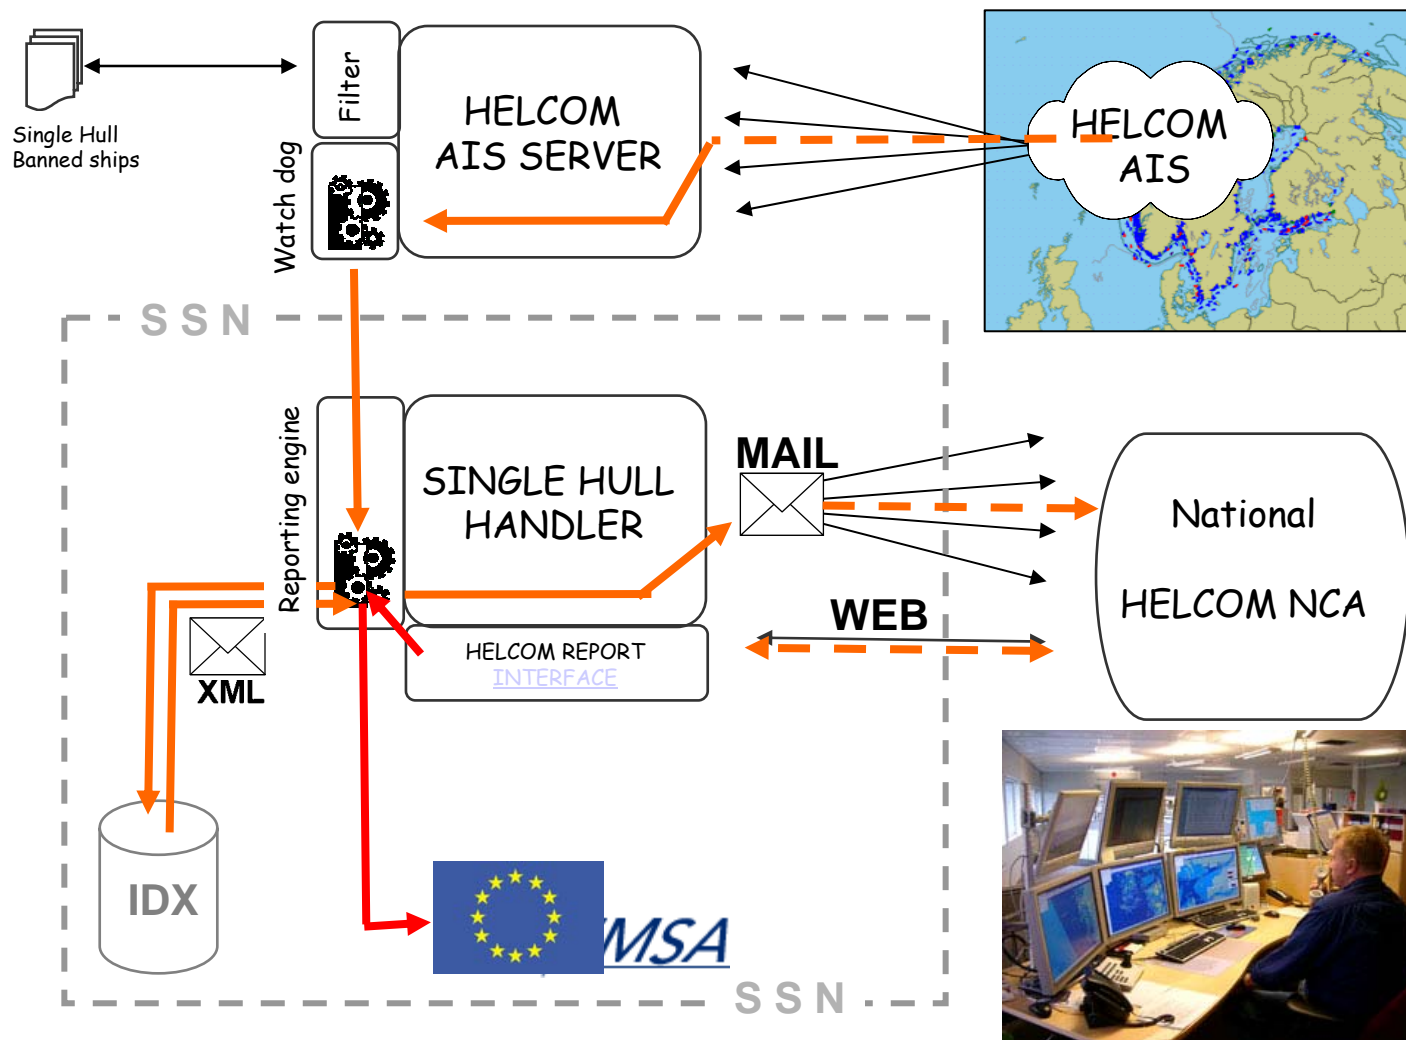 Single Hull
Banned ships
Filter
Watch dog
HELCOM
AIS SERVER
HELCOM
AIS
S S N
Reporting engine
SINGLE HULL
HANDLER
MAIL
National
HELCOM NCA
WEB
HELCOM REPORT
INTERFACE
XML
IDX
MSA
S S N